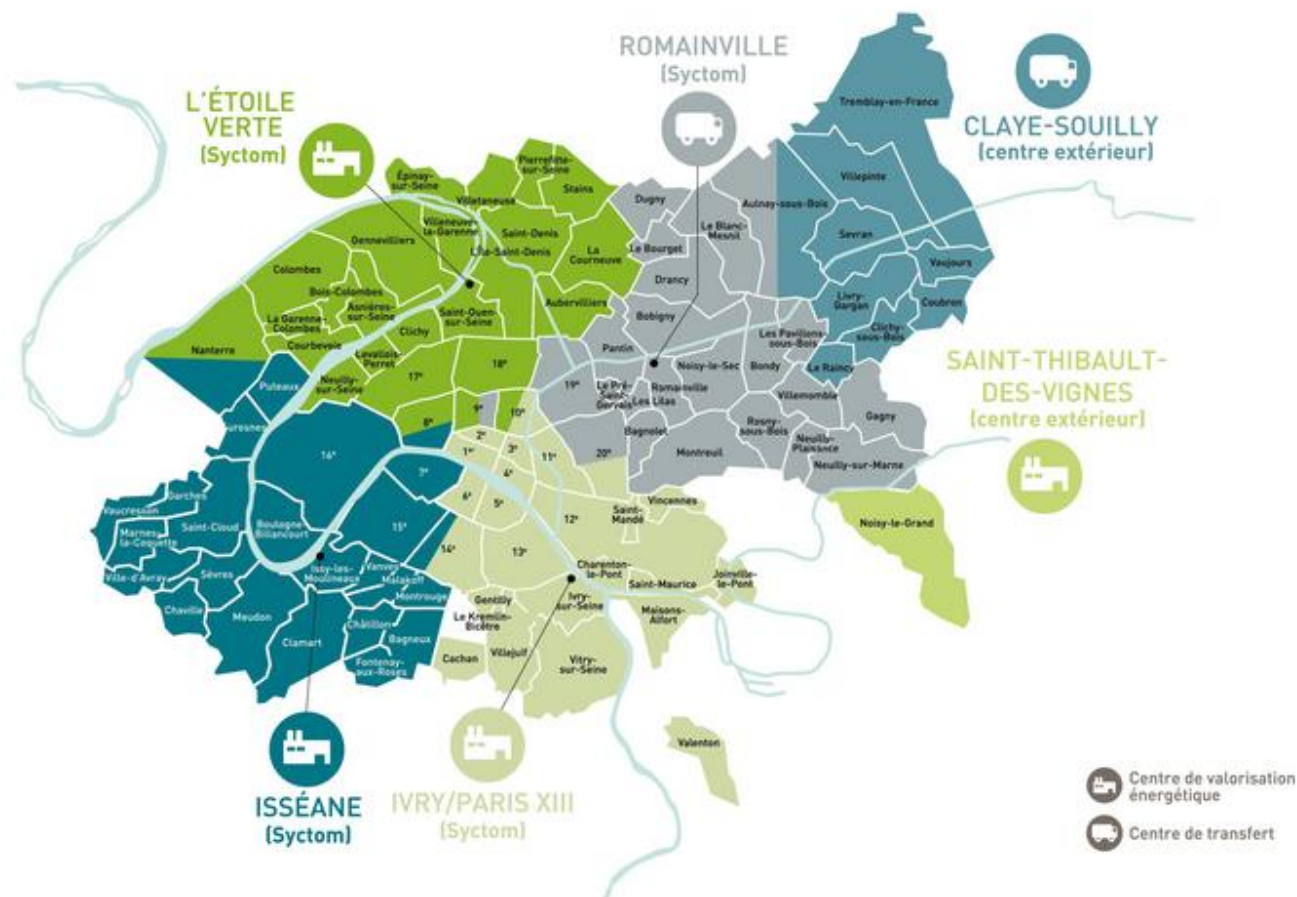 ROMAINVILLE
(Syctom)
L'ÉTOILE
VERTE
(Syctom)
CLAYE-SOUILLY
(centre extérieur)
SAINT-THIBAULT-
DES-VIGNES
(centre extérieur)
ISSÉANE
(Syctom)
IVRY/PARIS XIII
(Syctom)
Centre de valorisation
énergétique
Centre de transfert
Tremblay-en-France
Villepinte
Aulnay-sous-Bois
Sevran
Vaujours
Livry-
Gargan
Coubron
Clichy-
sous-Bois
Le Raincy
Épinay-
sur-Seine
Pierrefitte-
sur-Seine
Villetaneuse
Stains
Villeneuve-
la-Garenne
Saint-Denis
L'Île-Saint-Denis
La
Courneuve
Gennevilliers
Colombes
Bois-Colombes
Asnières-
sur-Seine
La Garenne-
Colombes
Courbevoie
Clichy
Saint-Ouen-
sur-Seine
Aubervilliers
Nanterre
Levallois-
Perret
Neuilly-
sur-Seine
17e
18e
8e
9e
10e
Dugny
Le Bourget
Le Blanc-
Mesnil
Drancy
Bobigny
Pantin
Les Pavillons-
sous-Bois
Noisy-le-Sec
Bondy
19e
Le Pré-
Saint-
Gervais
Romainville
Les Lilas
Villemomble
Gagny
Bagnolet
Rosny-
sous-Bois
Montreuil
Neuilly-
Plaisance
Neuilly-sur-Marne
20e
Noisy-le-Grand
Puteaux
Suresnes
16e
7e
15e
Garches
Vaucresson
Marnes-
la-Coquette
Saint-Cloud
Boulogne-
Billancourt
Ville-d'Avray
Sèvres
Issy-les-
Moulineaux
Vanves
Malakoff
Montrouge
Chaville
Meudon
Clamart
Châtillon
Bagneux
Fontenay-
aux-Roses
2e
1er
3e
4e
11e
6e
5e
12e
14e
13e
Saint-
Mandé
Vincennes
Charenton-
le-Pont
Saint-Maurice
Joinville-
le-Pont
Gentilly
Le Kremlin-
Bicêtre
Ivry-
sur-Seine
Maisons-
Alfort
Cachan
Villejuif
Vitry-
sur-Seine
Valenton